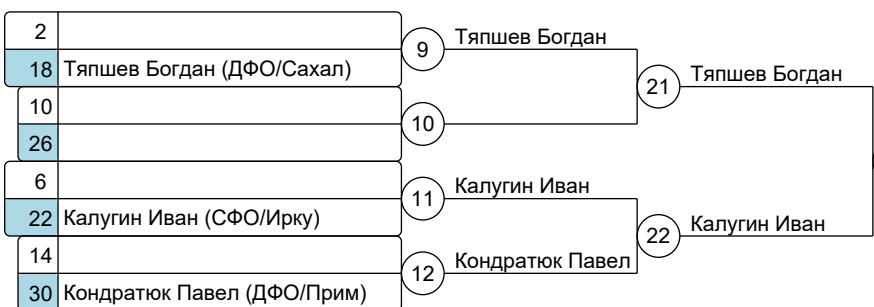 2
9 Тяпшев Богдан
18 Тяпшев Богдан (ДФО/Сахал)
21 Тяпшев Богдан
10
10
26
6
11 Калугин Иван
22 Калугин Иван (СФО/Ирку)
22 Калугин Иван
14
12 Кондратюк Павел
30 Кондратюк Павел (ДФО/Прим)